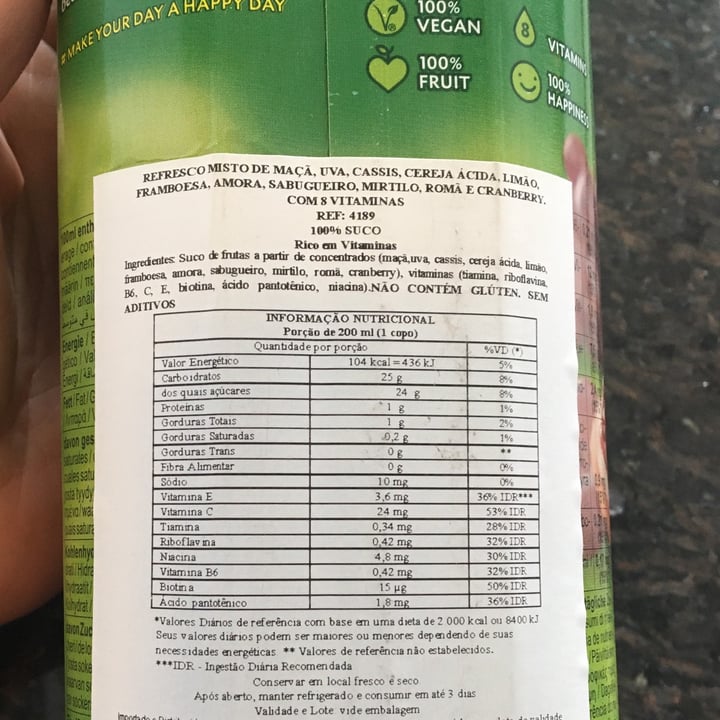 #MAKE YOUR DAY A HAPPY DAY
100% VEGAN
8 VITAMINS
100% FRUIT
100% HAPPINESS
REFRESCO MISTO DE MAÇÃ, UVA, CASSIS, CEREJA ÁCIDA, LIMÃO,
FRAMBOESA, AMORA, SABUGUEIRO, MIRTILO, ROMÃ E CRANBERRY.
COM 8 VITAMINAS
REF: 4189
100% SUCO
Rico em Vitaminas
Ingredientes: Suco de frutas a partir de concentrados (maçã,uva, cassis, cereja ácida, limão,
framboesa, amora, sabugueiro, mirtilo, romã, cranberry), vitaminas (tiamina, riboflavina,
B6, C, E, biotina, ácido pantotênico, niacina).NÃO CONTÉM GLÚTEN. SEM
ADITIVOS
INFORMAÇÃO NUTRICIONAL
Porção de 200 ml (1 copo)
Quantidade por porção %VD (*)
Valor Energético 104 kcal = 436 kJ 5%
Carboidratos 25 g 8%
dos quais açúcares 24 g 8%
Proteínas 1 g 1%
Gorduras Totais 1 g 2%
Gorduras Saturadas 0,2 g 1%
Gorduras Trans 0 g **
Fibra Alimentar 0 g 0%
Sódio 10 mg 0%
Vitamina E 3,6 mg 36% IDR***
Vitamina C 24 mg 53% IDR
Tiamina 0,34 mg 28% IDR
Riboflavina 0,42 mg 32% IDR
Niacina 4,8 mg 30% IDR
Vitamina B6 0,42 mg 32% IDR
Biotina 15 µg 50% IDR
Ácido pantotênico 1,8 mg 36% IDR
*Valores Diários de referência com base em uma dieta de 2 000 kcal ou 8400 kJ
Seus valores diários podem ser maiores ou menores dependendo de suas
necessidades energéticas ** Valores de referência não estabelecidos.
***IDR - Ingestão Diária Recomendada
Conservar em local fresco e seco
Após aberto, manter refrigerado e consumir em até 3 dias
Validade e Lote vide embalagem